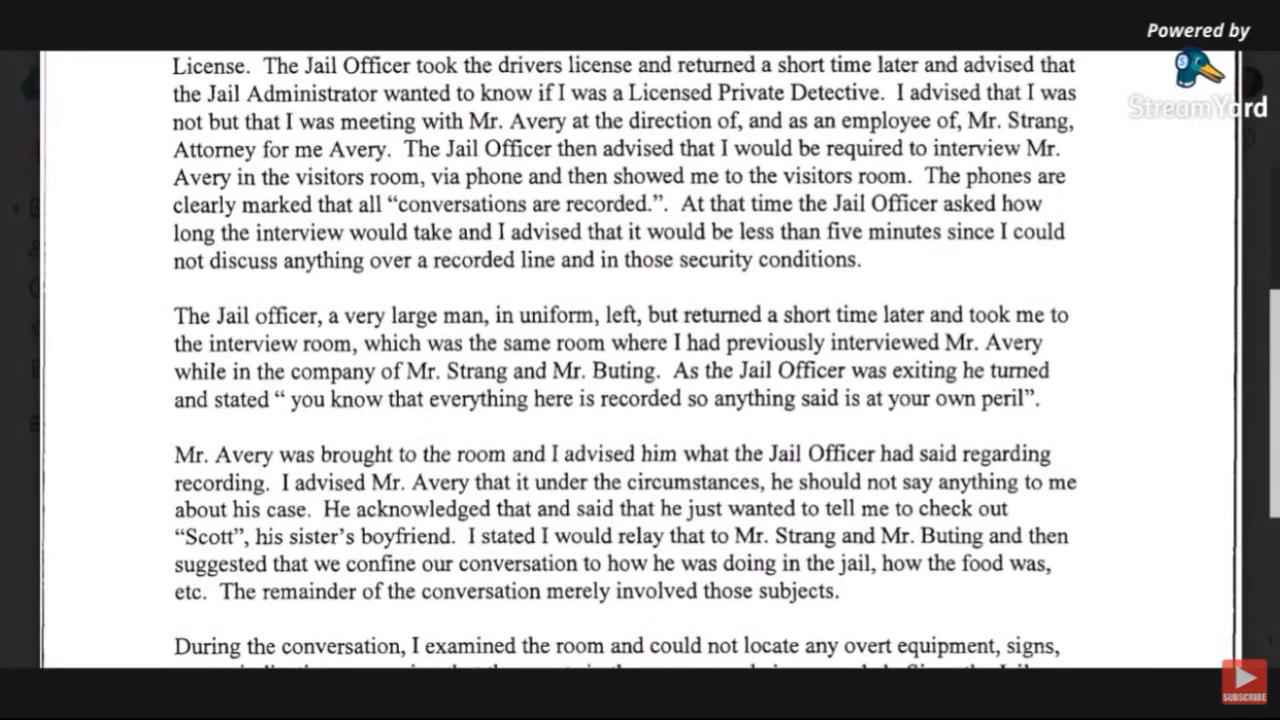 Powered by
StreamYard
License. The Jail Officer took the drivers license and returned a short time later and advised that
the Jail Administrator wanted to know if I was a Licensed Private Detective. I advised that I was
not but that I was meeting with Mr. Avery at the direction of, and as an employee of, Mr. Strang,
Attorney for me Avery. The Jail Officer then advised that I would be required to interview Mr.
Avery in the visitors room, via phone and then showed me to the visitors room. The phones are
clearly marked that all “conversations are recorded.”. At that time the Jail Officer asked how
long the interview would take and I advised that it would be less than five minutes since I could
not discuss anything over a recorded line and in those security conditions.
The Jail officer, a very large man, in uniform, left, but returned a short time later and took me to
the interview room, which was the same room where I had previously interviewed Mr. Avery
while in the company of Mr. Strang and Mr. Buting. As the Jail Officer was exiting he turned
and stated “ you know that everything here is recorded so anything said is at your own peril”.
Mr. Avery was brought to the room and I advised him what the Jail Officer had said regarding
recording. I advised Mr. Avery that it under the circumstances, he should not say anything to me
about his case. He acknowledged that and said that he just wanted to tell me to check out
“Scott”, his sister’s boyfriend. I stated I would relay that to Mr. Strang and Mr. Buting and then
suggested that we confine our conversation to how he was doing in the jail, how the food was,
etc. The remainder of the conversation merely involved those subjects.
During the conversation, I examined the room and could not locate any overt equipment, signs,
SUBSCRIBE